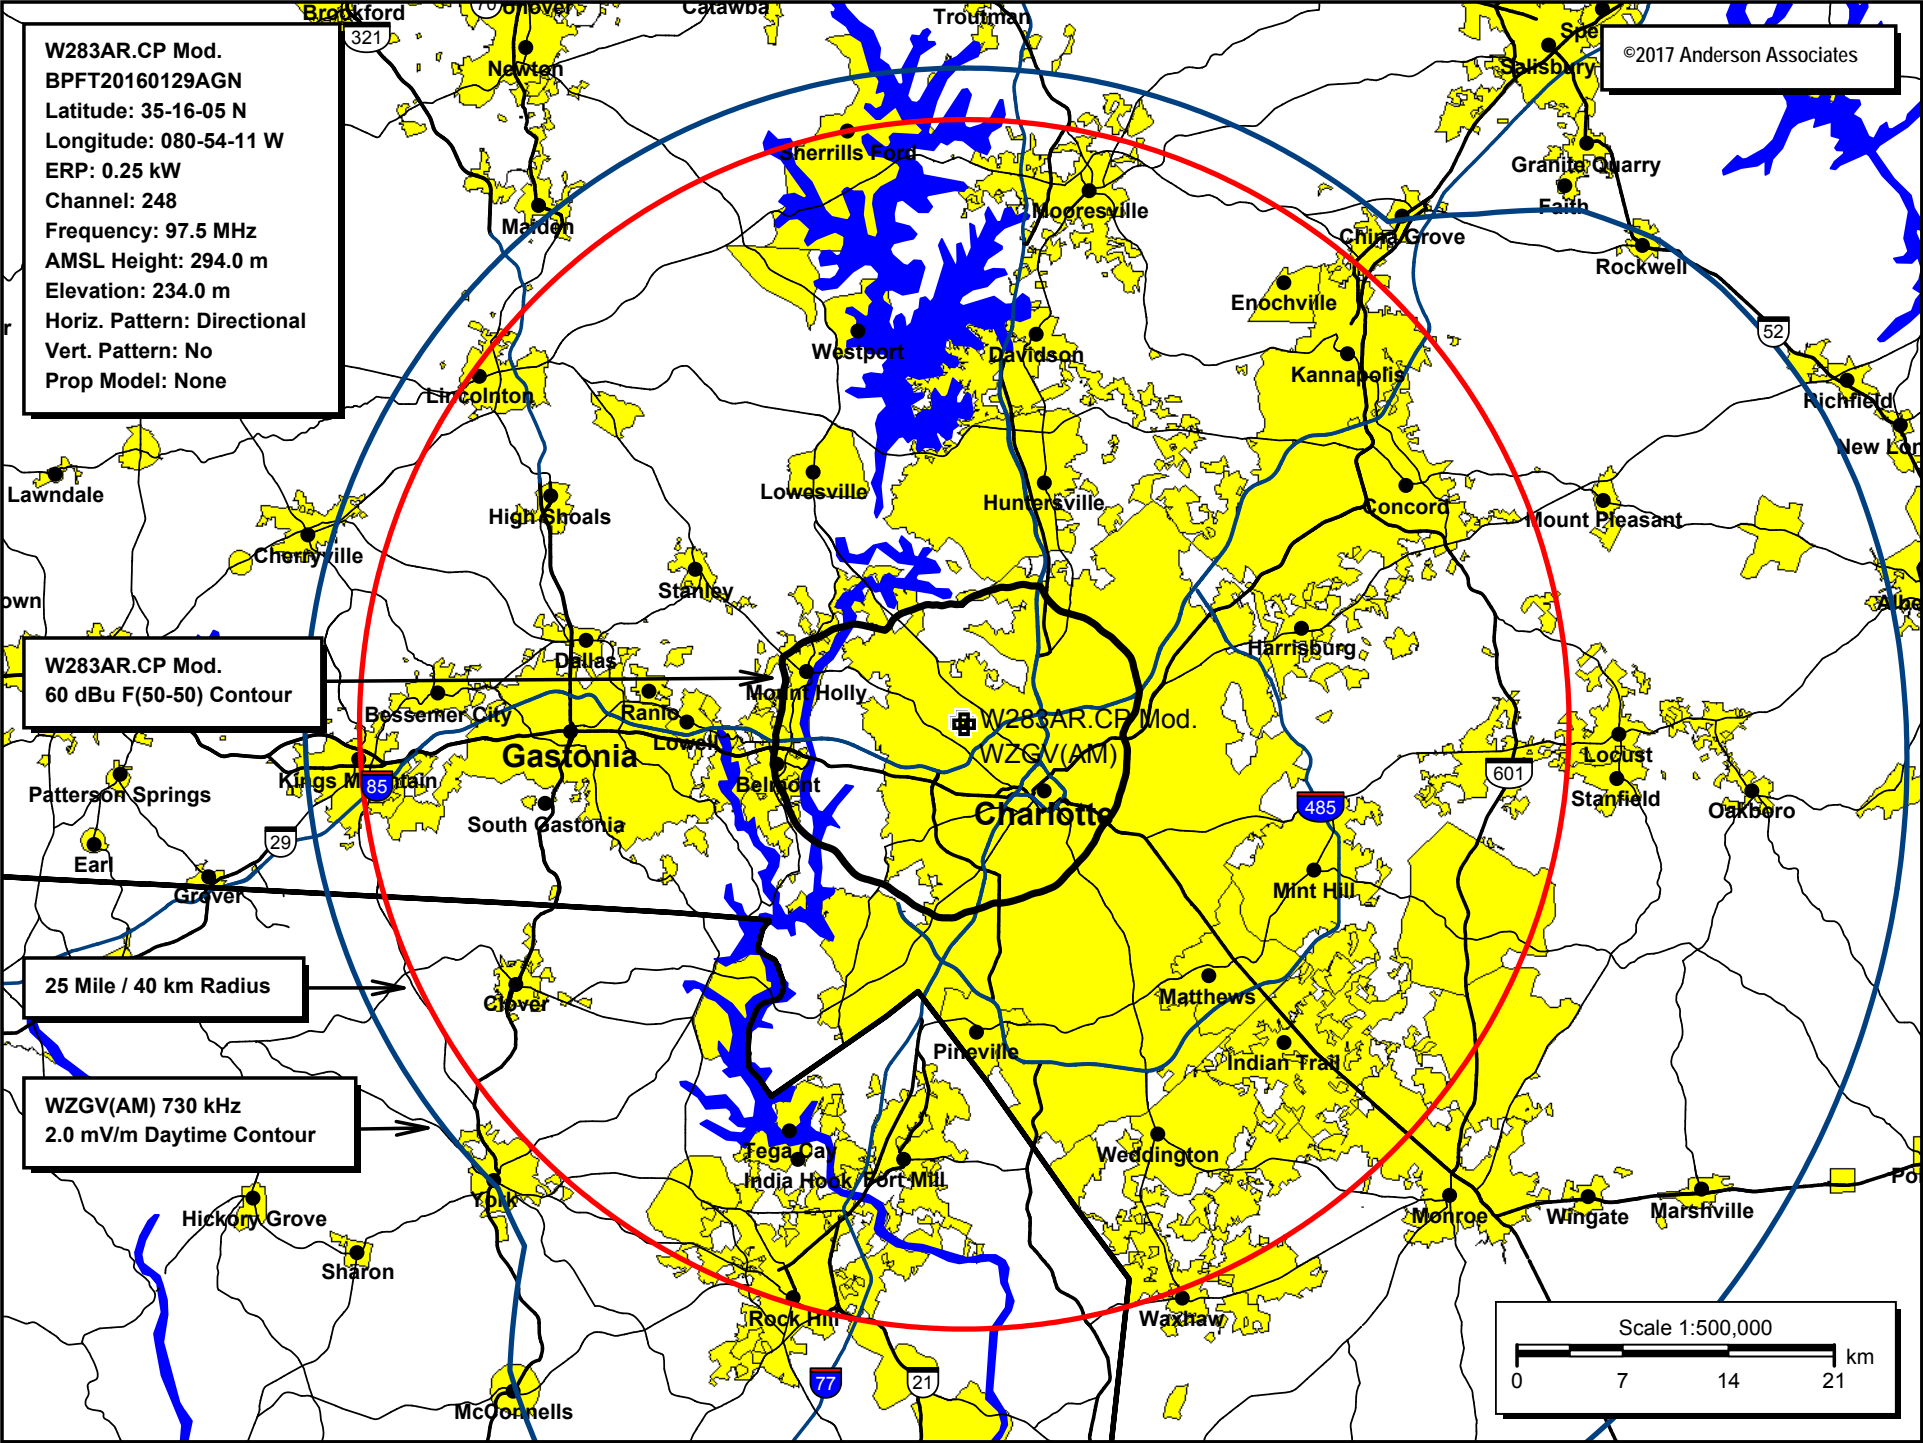 Brookford
321
70
Conover
Catawba
Troutman
Spe
Salisbury
©2017 Anderson Associates
W283AR.CP Mod.
BPFT20160129AGN
Latitude: 35-16-05 N
Longitude: 080-54-11 W
ERP: 0.25 kW
Channel: 248
Frequency: 97.5 MHz
AMSL Height: 294.0 m
Elevation: 234.0 m
Horiz. Pattern: Directional
Vert. Pattern: No
Prop Model: None
Newton
Sherrills Ford
Granite Quarry
Faith
Maiden
Mooresville
China Grove
Rockwell
Enochville
r
52
Westport
Davidson
Kannapolis
Lincolnton
Richfield
New Lon
Lawndale
Lowesville
Huntersville
Concord
High Shoals
Mount Pleasant
Cherryville
Stanley
own
Albe
Harrisburg
Dallas
W283AR.CP Mod.
60 dBu F(50-50) Contour
Mount Holly
Bessemer City
Ranlo
Lowell
W283AR.CP Mod.
WZGV(AM)
Gastonia
Locust
601
Kings Mountain
85
Belmont
Patterson Springs
Stanfield
485
Oakboro
Charlotte
South Gastonia
29
Earl
Grover
Mint Hill
25 Mile / 40 km Radius
Clover
Matthews
Pineville
Indian Trail
WZGV(AM) 730 kHz
2.0 mV/m Daytime Contour
Tega Cay
Weddington
India Hook
Fort Mill
Po
York
Hickory Grove
Monroe
Wingate
Marshville
Sharon
Rock Hill
Waxhaw
Scale 1:500,000
km
0 7 14 21
77
21
McConnells